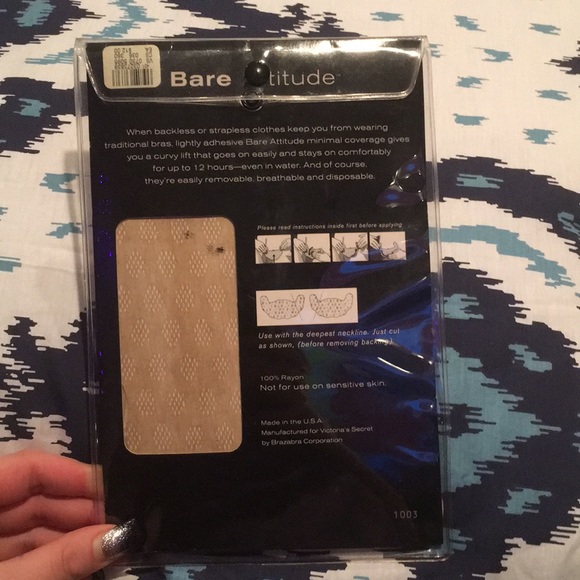 Bare ttitude
When backless or strapless clothes keep you from wearing
traditional bras, lightly adhesive Bare Attitude minimal coverage gives
you a curvy lift that goes on easily and stays on comfortably
for up to 12 hours—even in water. And of course,
they're easily removable, breathable and disposable.
Please read instructions inside first before applying
Use with the deepest neckline. Just cut
as shown, (before removing backing).
100% Rayon
Not for use on sensitive skin.
Made in the U.S.A.
Manufactured for Victoria's Secret
by Brazabra Corporation
1003